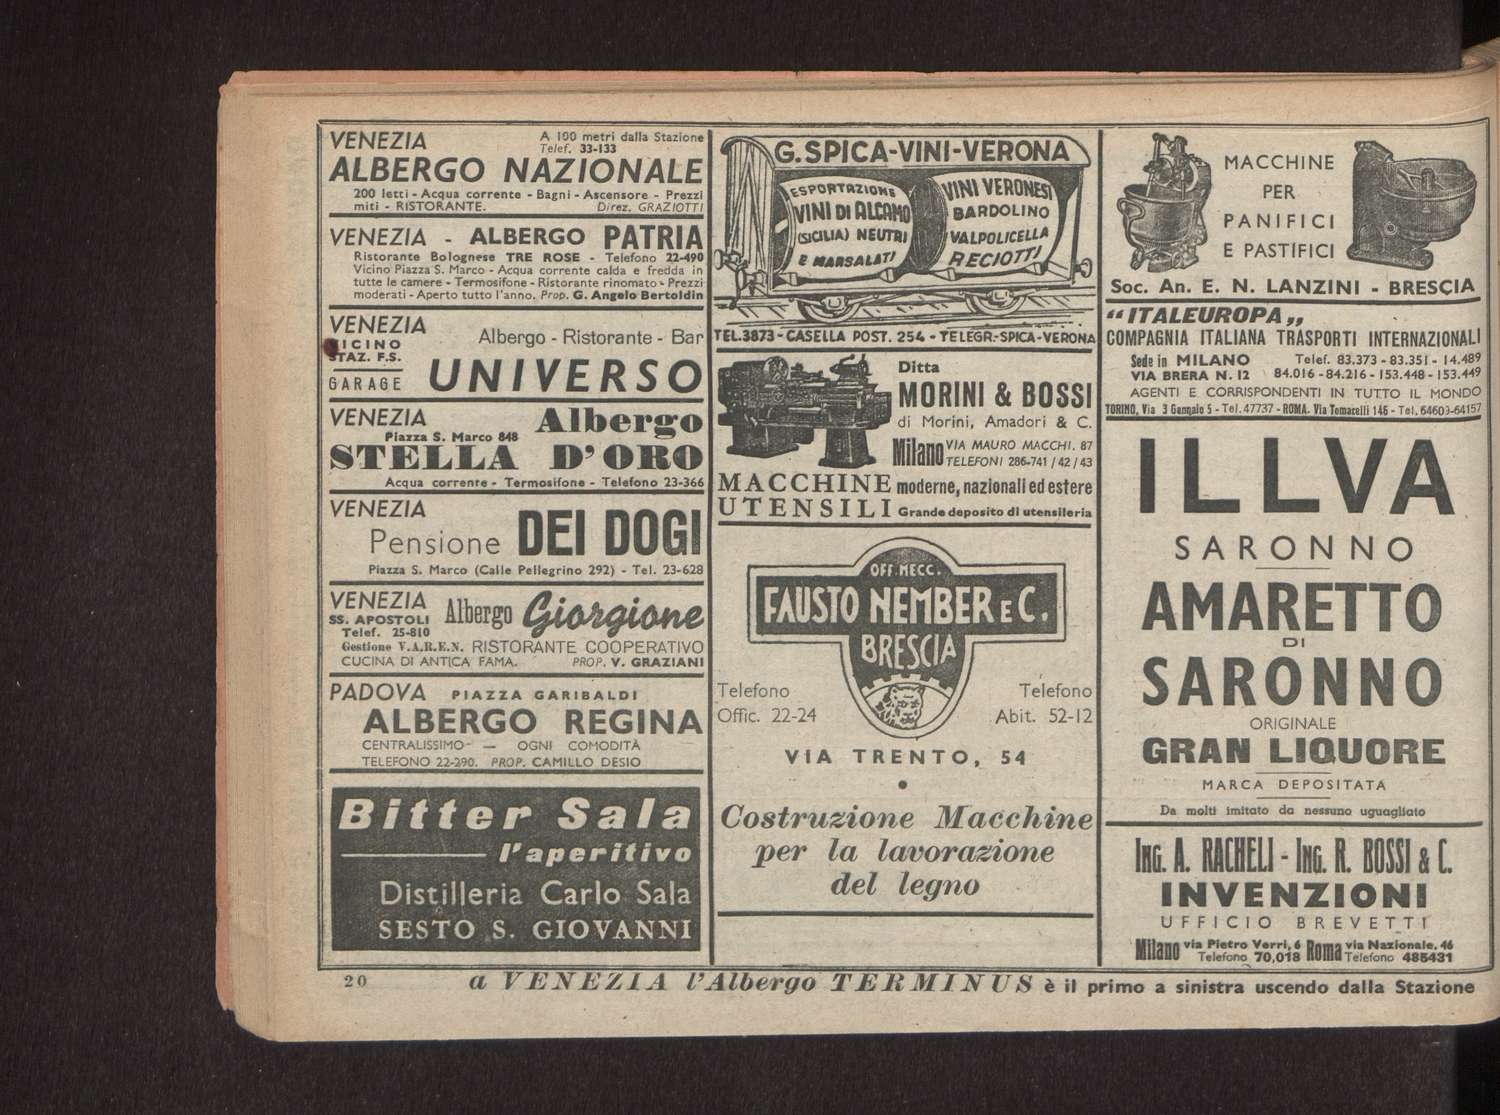 VENEZIA
A 100 metri dalla Stazione
Telef. 33-133
ALBERGO NAZIONALE
200 letti - Acqua corrente - Bagni - Ascensore - Prezzi
miti - RISTORANTE. Direz. GRAZIOTTI
VENEZIA - ALBERGO PATRIA
Ristorante Bolognese TRE ROSE - Telefono 22-490
Vicino Piazza S. Marco - Acqua corrente calda e fredda in
tutte le camere - Termosifone - Ristorante rinomato - Prezzi
moderati - Aperto tutto l'anno. Prop. G. Angelo Bertoldin
VENEZIA
VICINO
STAZ. F.S.
GARAGE
Albergo - Ristorante - Bar
UNIVERSO
VENEZIA Albergo
Piazza S. Marco 848
STELLA D'ORO
Acqua corrente - Termosifone - Telefono 23-366
VENEZIA
Pensione DEI DOGI
Piazza S. Marco (Calle Pellegrino 292) - Tel. 23-628
VENEZIA
SS. APOSTOLI
Telef. 25-810
Albergo Giorgione
Gestione V.A.R.E.N. RISTORANTE COOPERATIVO
CUCINA DI ANTICA FAMA. PROP. V. GRAZIANI
PADOVA PIAZZA GARIBALDI
ALBERGO REGINA
CENTRALISSIMO - OGNI COMODITÀ
TELEFONO 22-290. PROP. CAMILLO DESIO
Bitter Sala
l'aperitivo
Distilleria Carlo Sala
SESTO S. GIOVANNI
G. SPICA-VINI-VERONA
ESPORTAZIONE
VINI DI ALCAMO
(SICILIA) NEUTRI
E MARSALATI
VINI VERONESI
BARDOLINO
VALPOLICELLA
RECIOTTI
TEL. 3873 - CASELLA POST. 254 - TELEGR.-SPICA-VERONA
Ditta
MORINI & BOSSI
di Morini, Amadori & C.
Milano VIA MAURO MACCHI. 87
TELEFONI 286-741 / 42 / 43
MACCHINE moderne, nazionali ed estere
UTENSILI Grande deposito di utensileria
OFF. MECC.
FAUSTO NEMBER E C.
BRESCIA
Telefono
Offic. 22-24
Telefono
Abit. 52-12
VIA TRENTO, 54
Costruzione Macchine
per la lavorazione
del legno
MACCHINE
PER
PANIFICI
E PASTIFICI
Soc. An. E. N. LANZINI - BRESCIA
"ITALEUROPA„
COMPAGNIA ITALIANA TRASPORTI INTERNAZIONALI
Sede in MILANO Telef. 83.373 - 83.351 - 14.489
VIA BRERA N. 12 84.016 - 84.216 - 153.448 - 153.449
AGENTI E CORRISPONDENTI IN TUTTO IL MONDO
TORINO, Via 3 Gennaio 5 - Tel. 47737 - ROMA. Via Tomacelli 146 - Tel. 64603-64157
ILLVA
SARONNO
AMARETTO
DI
SARONNO
ORIGINALE
GRAN LIQUORE
MARCA DEPOSITATA
Da molti imitato da nessuno uguagliato
ING. A. RACHELI - ING. R. BOSSI & C.
INVENZIONI
UFFICIO BREVETTI
Milano via Pietro Verri, 6 Telefono 70,018 Roma via Nazionale, 46 Telefono 485431
20 a VENEZIA l'Albergo TERMINUS è il primo a sinistra uscendo dalla Stazione